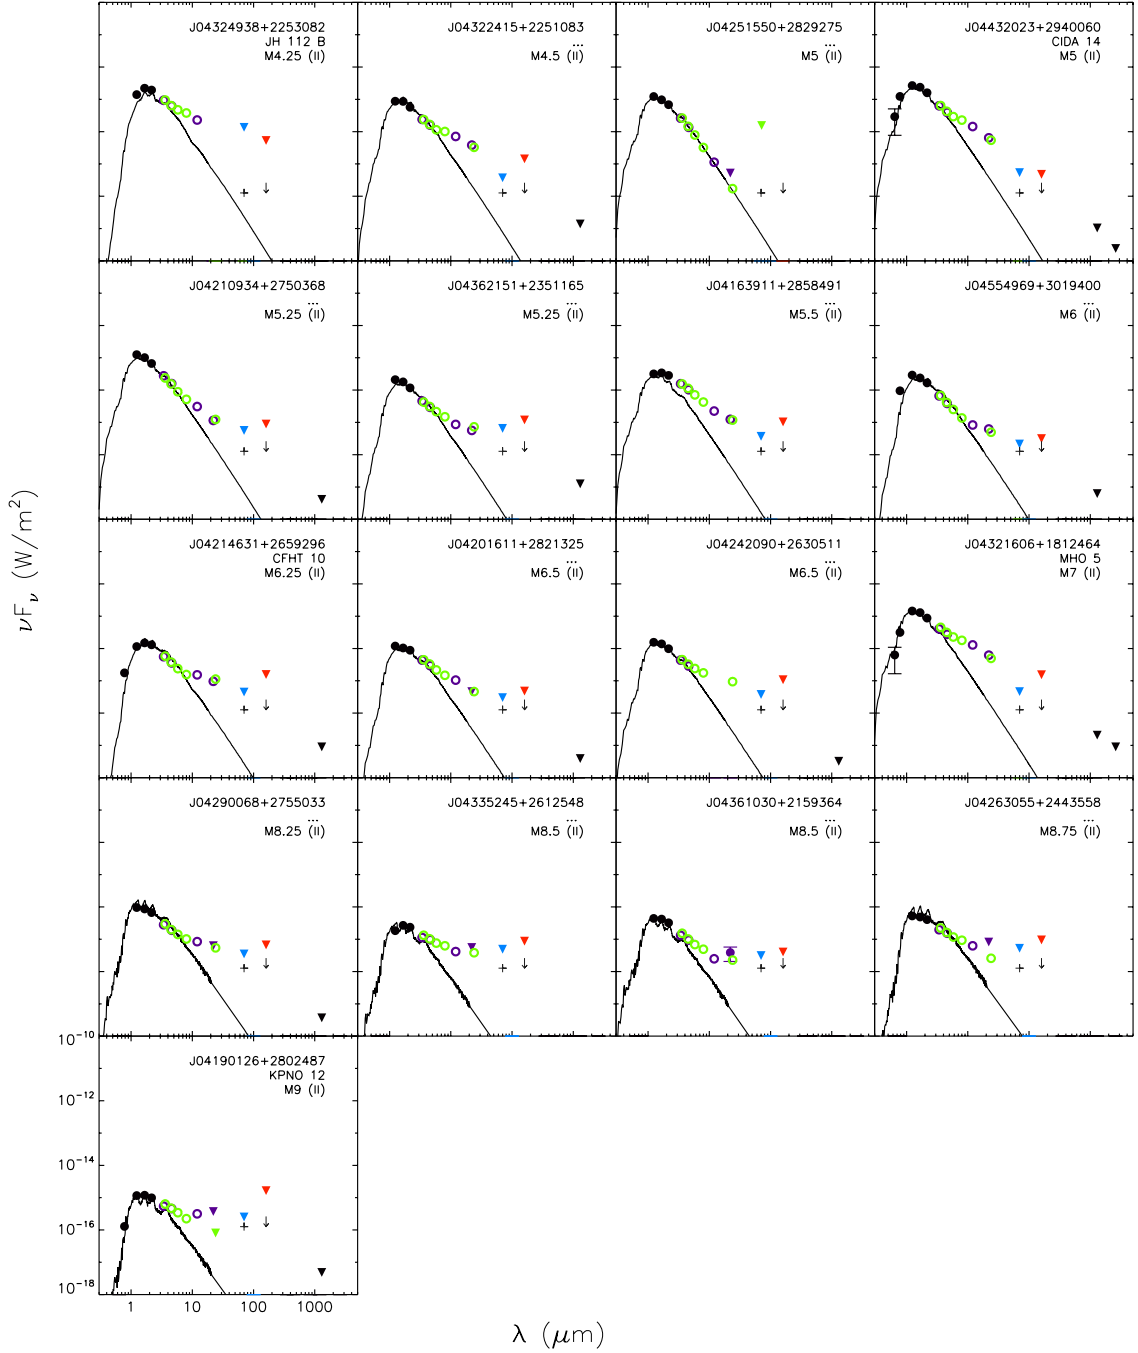 J04324938+2253082
JH 112 B
M4.25 (II)
J04322415+2251083
...
M4.5 (II)
J04251550+2829275
...
M5 (II)
J04432023+2940060
CIDA 14
M5 (II)
J04210934+2750368
...
M5.25 (II)
J04362151+2351165
...
M5.25 (II)
J04163911+2858491
...
M5.5 (II)
J04554969+3019400
...
M6 (II)
J04214631+2659296
CFHT 10
M6.25 (II)
J04201611+2821325
...
M6.5 (II)
J04242090+2630511
...
M6.5 (II)
J04321606+1812464
MHO 5
M7 (II)
J04290068+2755033
...
M8.25 (II)
J04335245+2612548
...
M8.5 (II)
J04361030+2159364
...
M8.5 (II)
J04263055+2443558
...
M8.75 (II)
J04190126+2802487
KPNO 12
M9 (II)
10⁻¹⁰
10⁻¹²
10⁻¹⁴
10⁻¹⁶
10⁻¹⁸
1 10 100 1000
νFν (W/m²)
λ (μm)